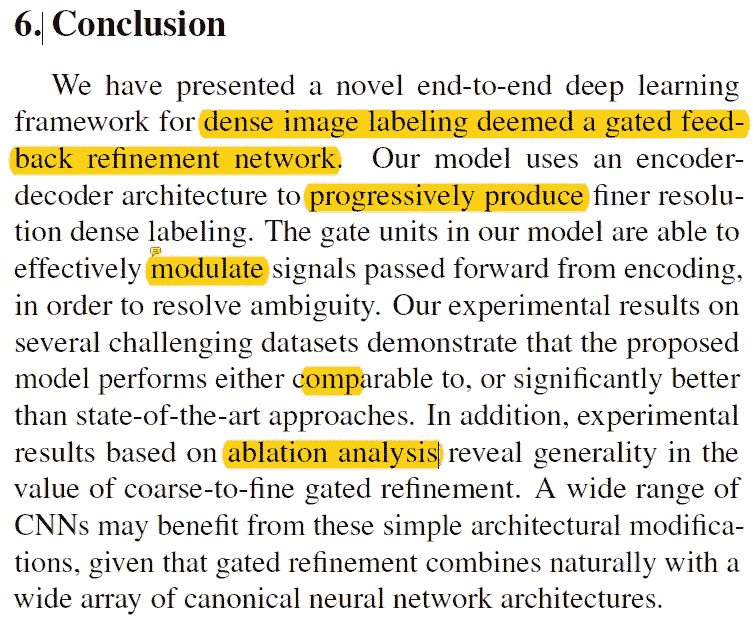 6. Conclusion
We have presented a novel end-to-end deep learning
framework for dense image labeling deemed a gated feed-
back refinement network. Our model uses an encoder-
decoder architecture to progressively produce finer resolu-
tion dense labeling. The gate units in our model are able to
effectively modulate signals passed forward from encoding,
in order to resolve ambiguity. Our experimental results on
several challenging datasets demonstrate that the proposed
model performs either comparable to, or significantly better
than state-of-the-art approaches. In addition, experimental
results based on ablation analysis reveal generality in the
value of coarse-to-fine gated refinement. A wide range of
CNNs may benefit from these simple architectural modifica-
tions, given that gated refinement combines naturally with a
wide array of canonical neural network architectures.